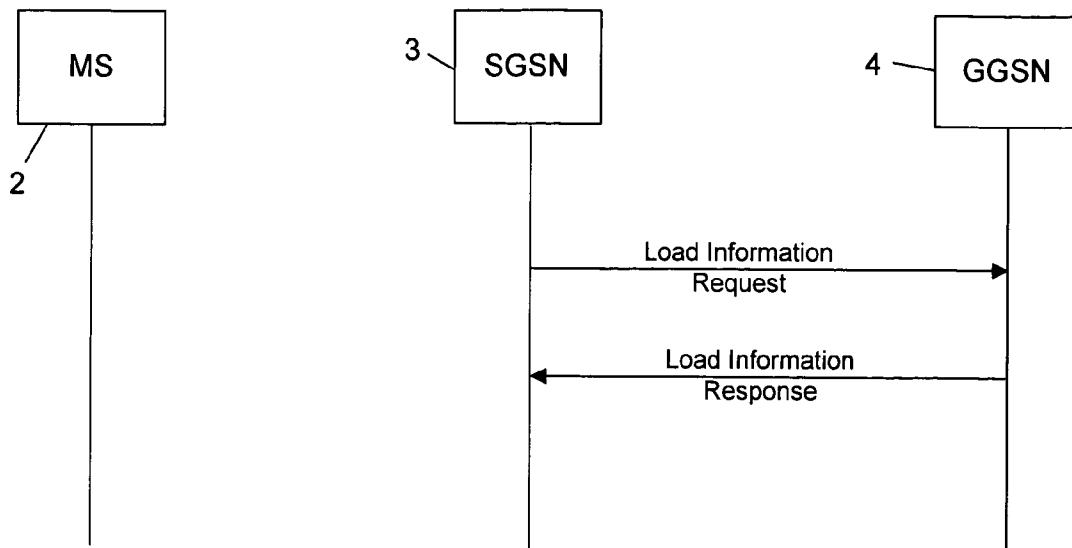 MS
3
SGSN
4
GGSN
2
Load Information
Request
Load Information
Response